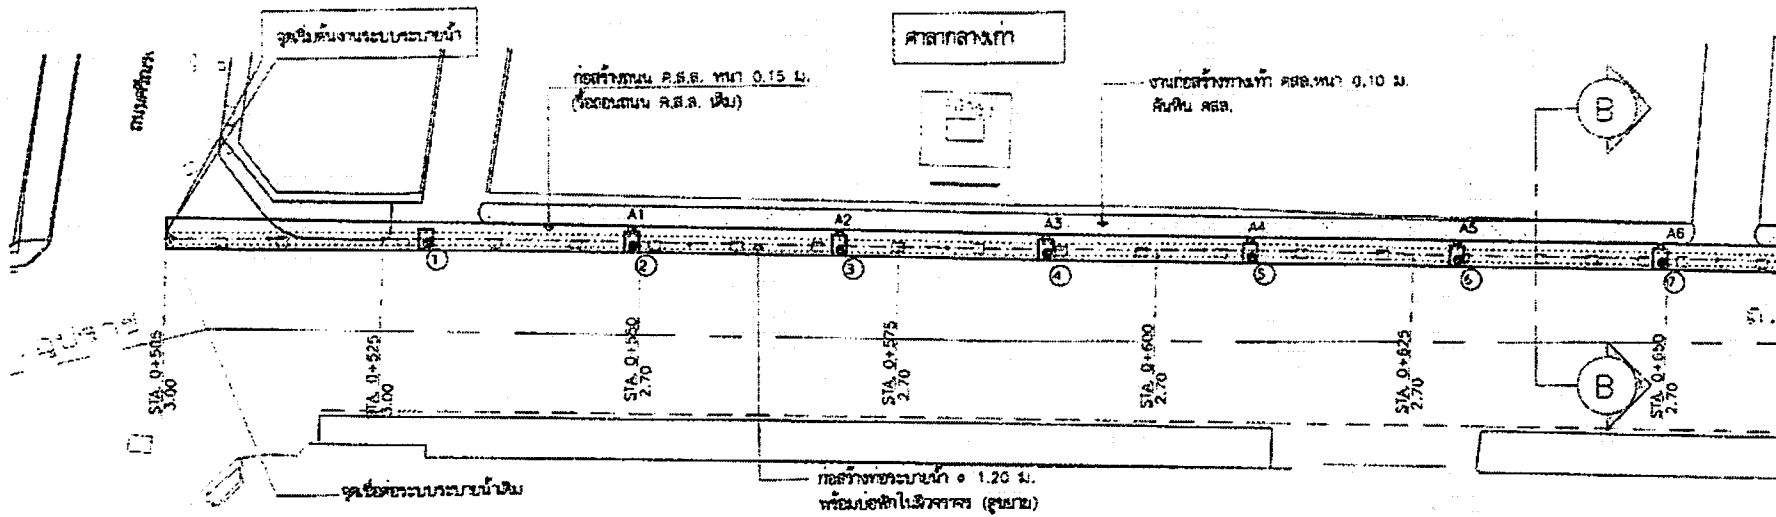 จุดเริ่มต้นงานระบบระบายน้ำ
ศาลากลางเก่า
ก่อสร้างถนน ค.ส.ล. หนา 0.15 ม.
(รื้อถอนถนน ค.ส.ล. เดิม)
งานก่อสร้างทางเท้า คสล.หนา 0.10 ม.
คันหิน คสล.
B
A1
A2
A3
A4
A5
A6
1
2
3
4
5
6
7
STA. 0+505
3.00
STA. 0+525
3.00
STA. 0+550
2.70
STA. 0+575
2.70
STA. 0+600
2.70
STA. 0+625
2.70
STA. 0+650
2.70
B
จุดเชื่อมต่อระบบระบายน้ำเดิม
ก่อสร้างท่อระบายน้ำ ø 1.20 ม.
พร้อมบ่อพักในผิวจราจร (ดูขยาย)